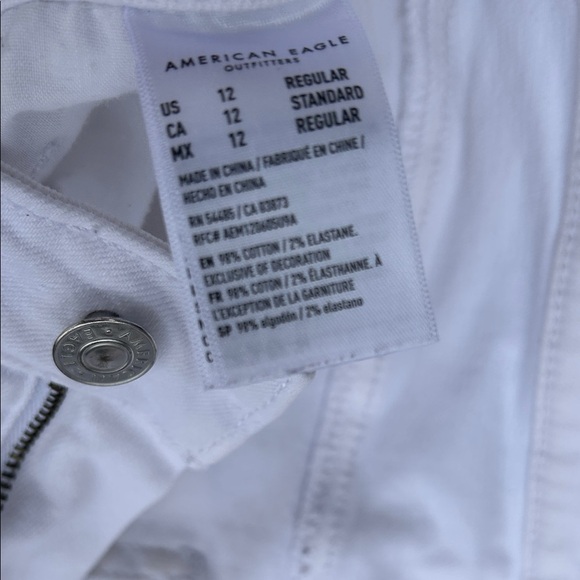 AMERICAN EAGLE
OUTFITTERS
US 12 REGULAR
CA 12 STANDARD
MX 12 REGULAR
MADE IN CHINA / FABRIQUÉ EN CHINE /
HECHO EN CHINA
RN 54485 / CA 03873
RFC# AEM120605U9A
EN 98% COTTON / 2% ELASTANE.
EXCLUSIVE OF DECORATION
FR 98% COTON / 2% ÉLASTHANNE. À
L'EXCEPTION DE LA GARNITURE
SP 98% algodón / 2% elastano